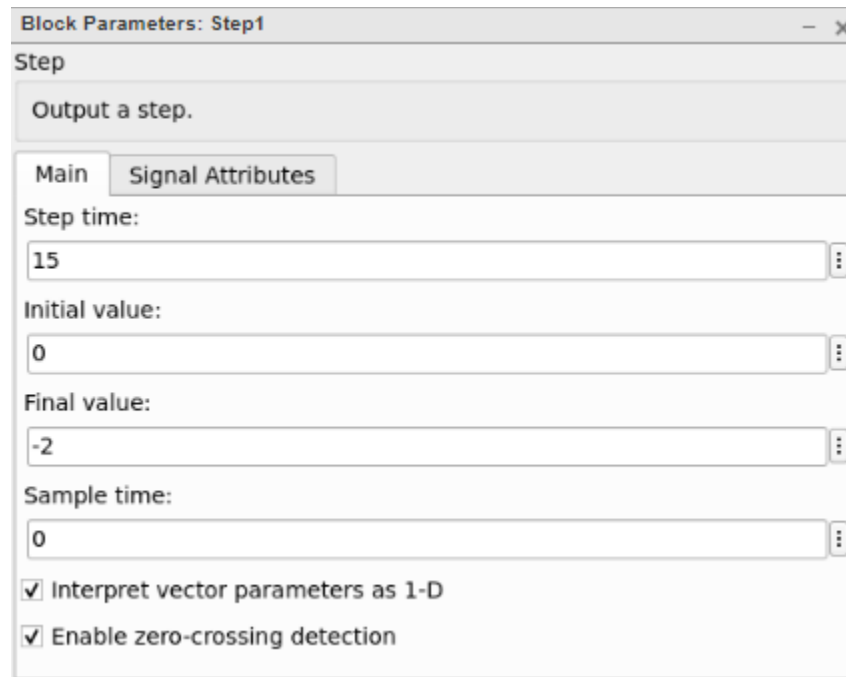 Block Parameters: Step1
Step
Output a step.
Main Signal Attributes
Step time:
15
Initial value:
0
Final value:
-2
Sample time:
0
Interpret vector parameters as 1-D
Enable zero-crossing detection